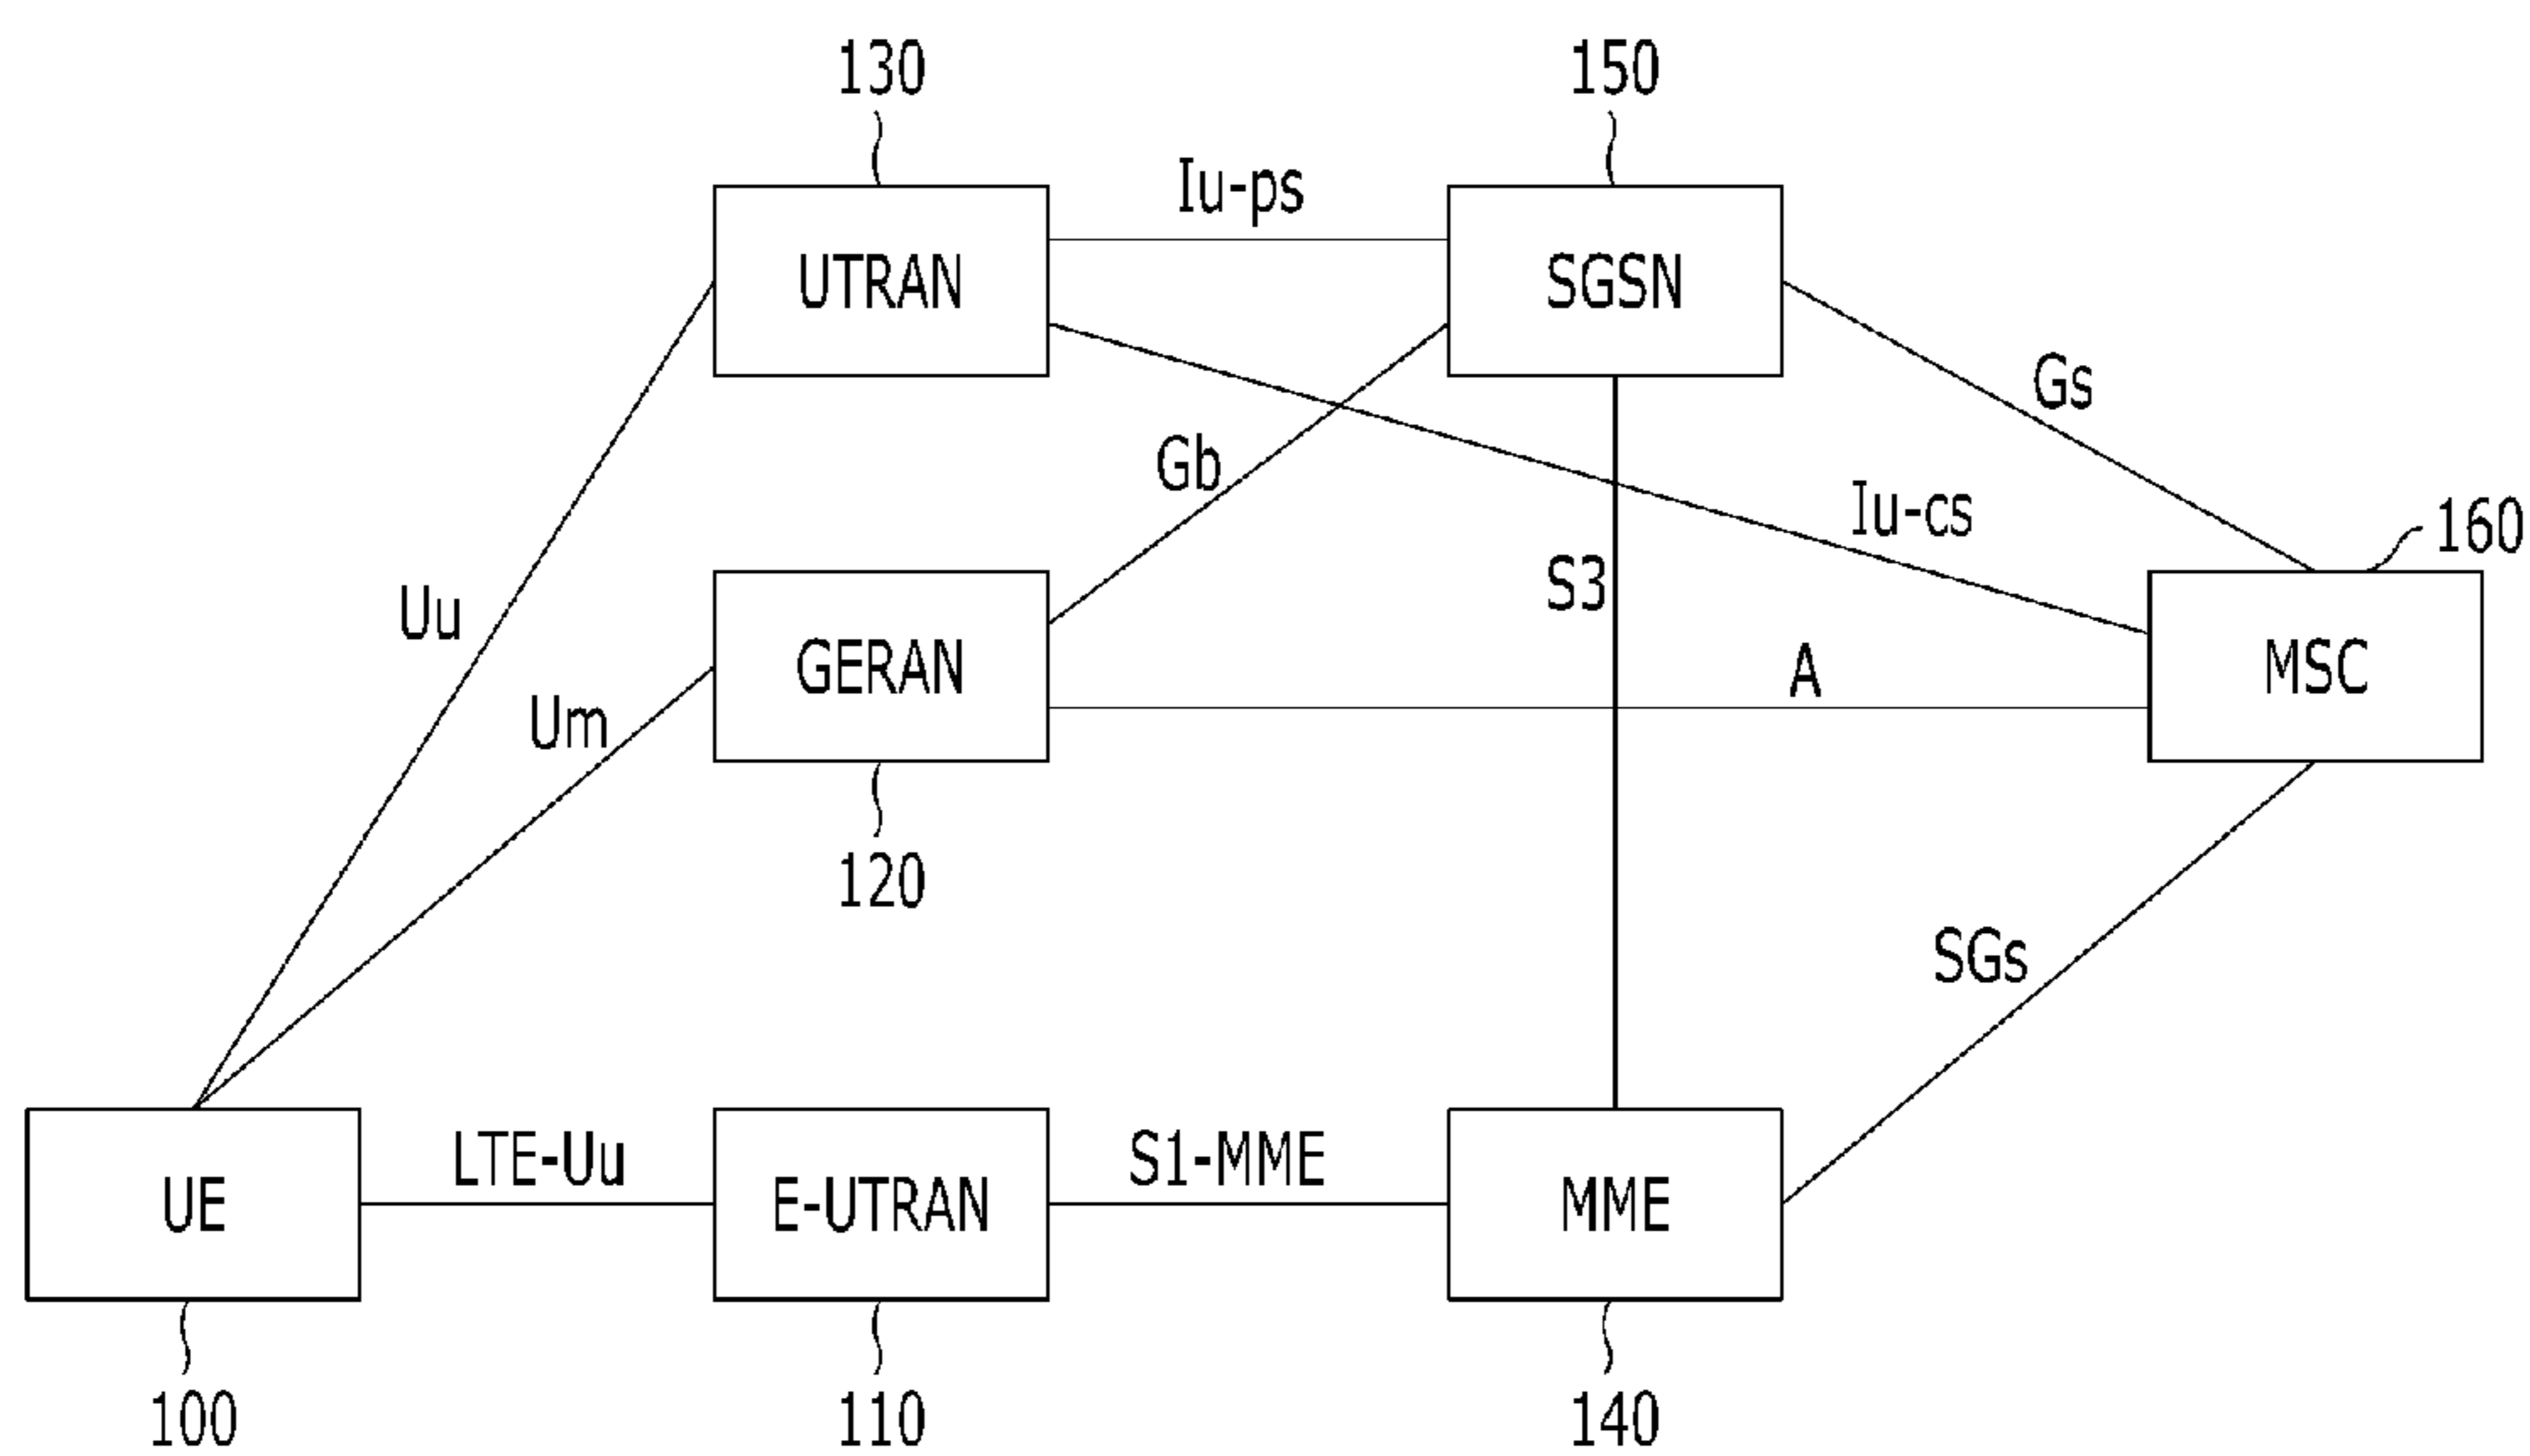 130
150
Iu-ps
UTRAN
SGSN
Gs
Gb
Iu-cs
160
S3
Uu
GERAN
A
MSC
Um
120
SGs
LTE-Uu
S1-MME
UE
E-UTRAN
MME
100
110
140